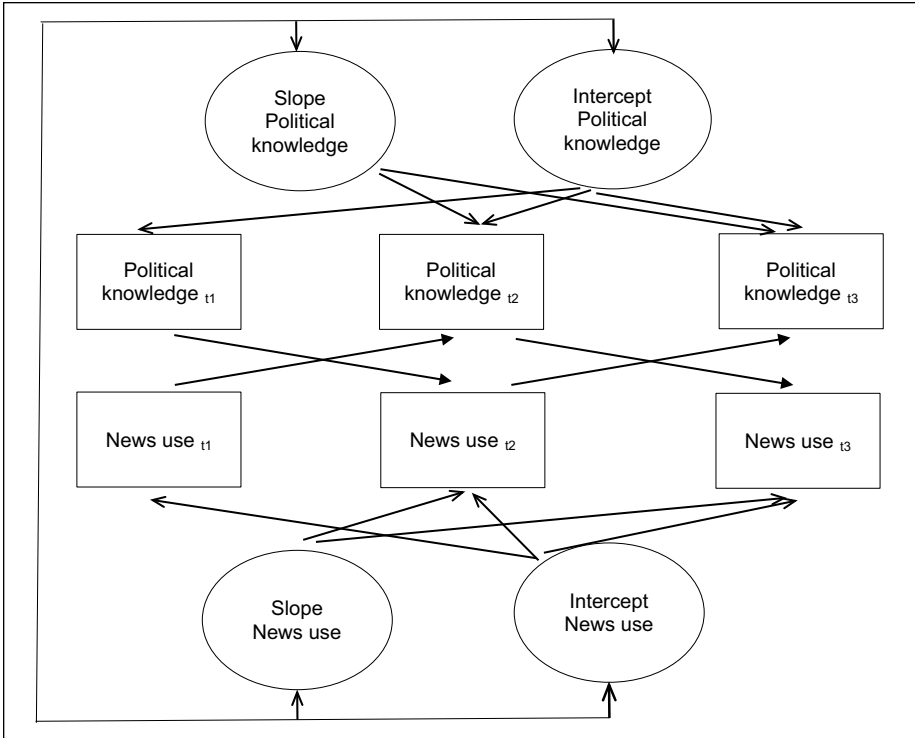 Slope
Political
knowledge
Intercept
Political
knowledge
Political
knowledge t1
Political
knowledge t2
Political
knowledge t3
News use t1
News use t2
News use t3
Slope
News use
Intercept
News use